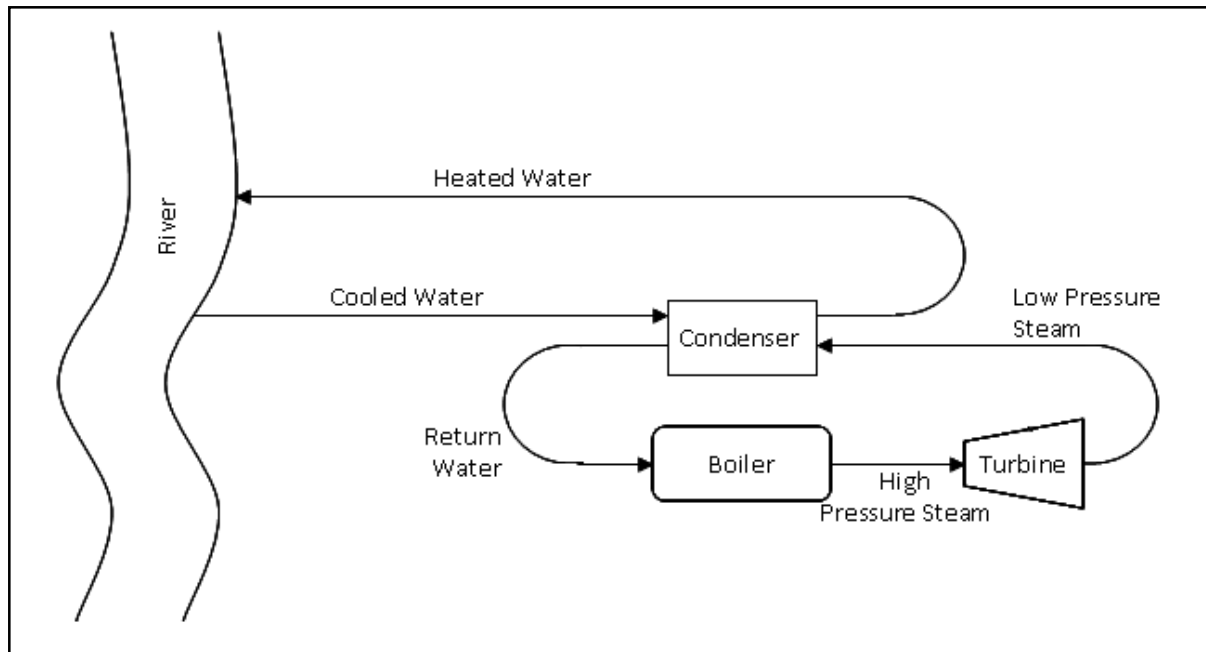 Heated Water
River
Cooled Water
Low Pressure
Steam
Condenser
Return
Water
Boiler
Turbine
High
Pressure Steam